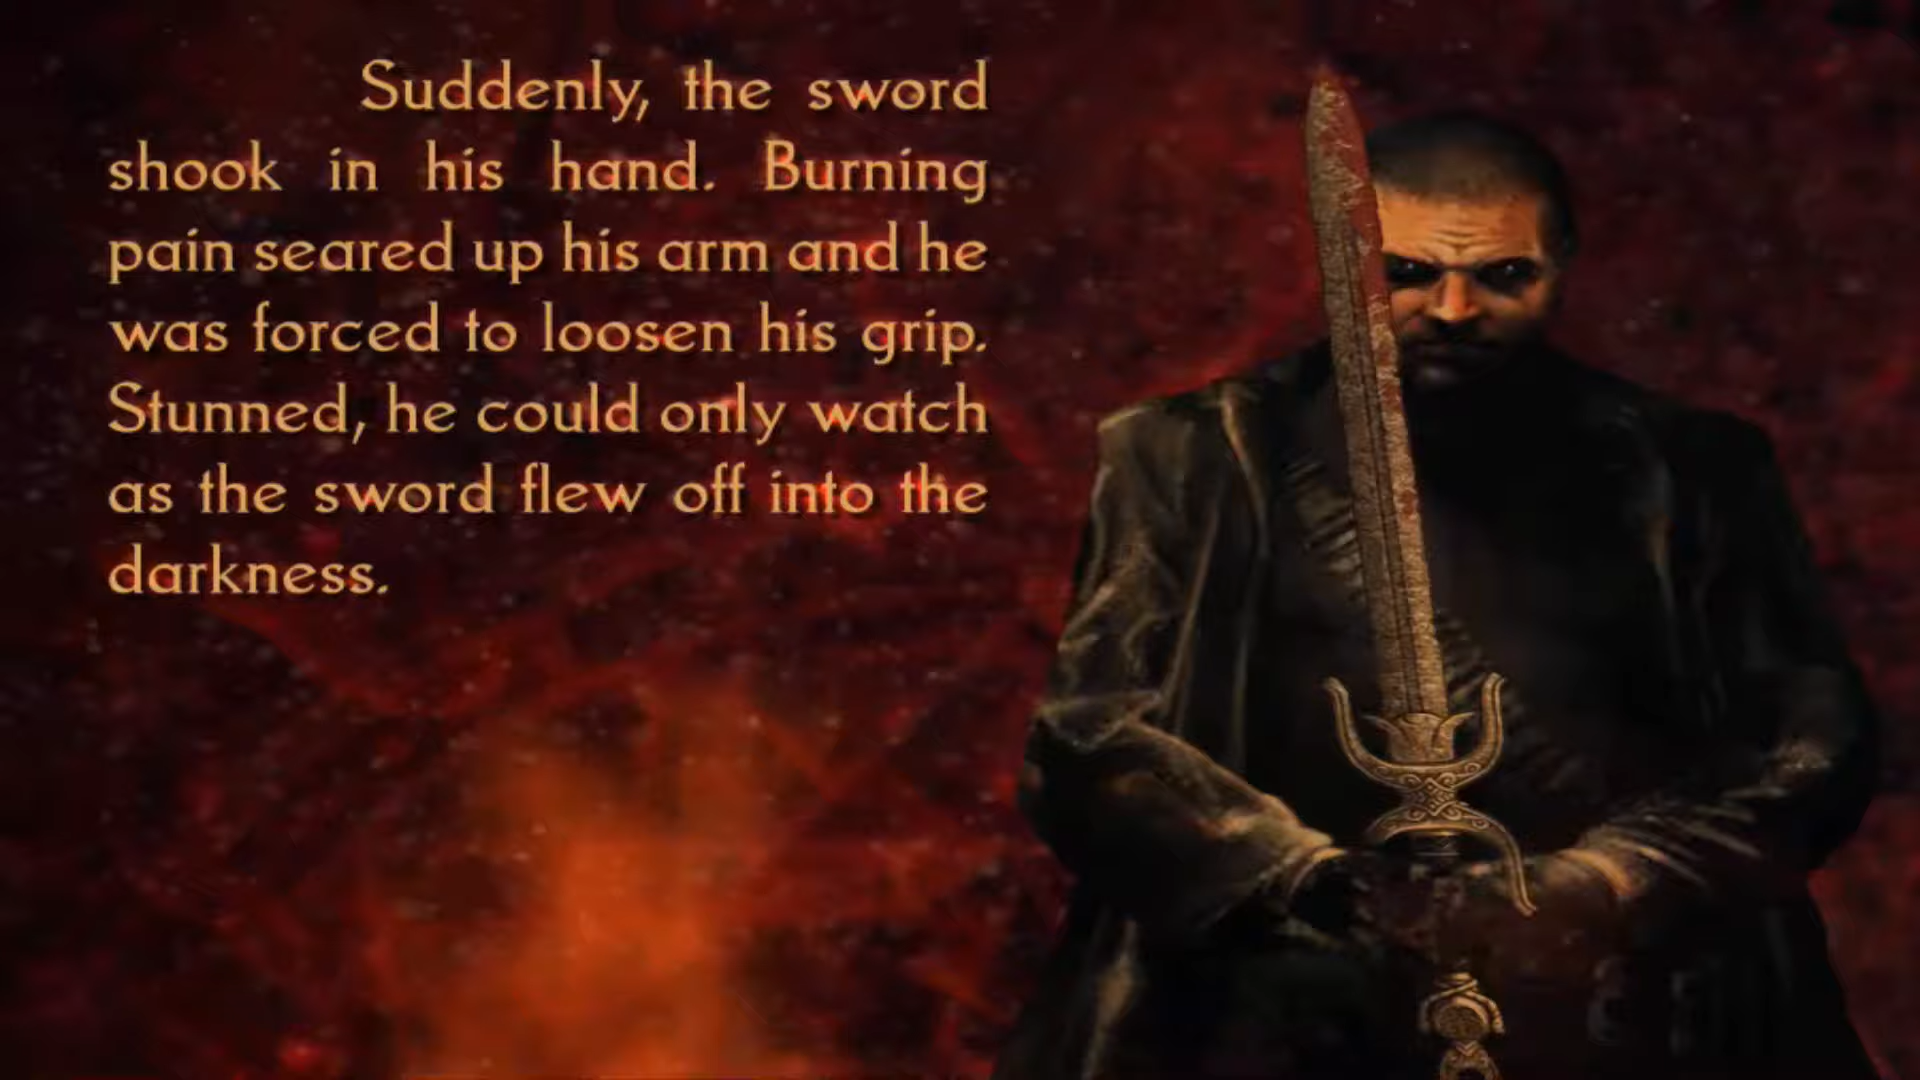 Suddenly, the sword
shook in his hand. Burning
pain seared up his arm and he
was forced to loosen his grip.
Stunned, he could only watch
as the sword flew off into the
darkness.